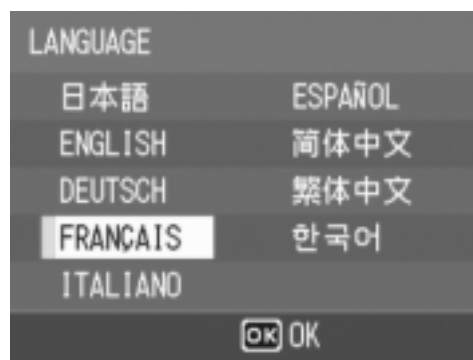 LANGUAGE
日本語 ESPAÑOL
ENGLISH 简体中文
DEUTSCH 繁体中文
FRANÇAIS 한국어
ITALIANO
OK OK